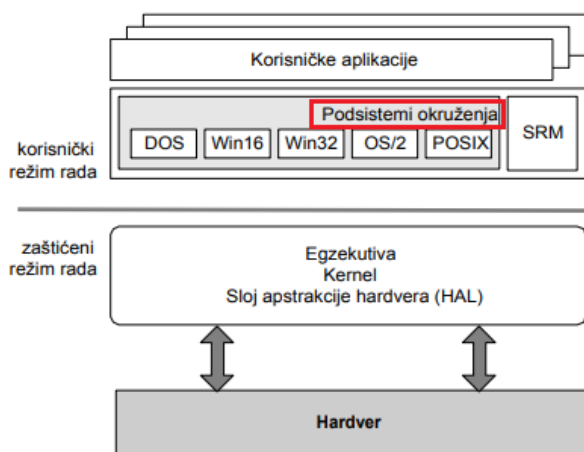 Korisničke aplikacije
Podsistemi okruženja
DOS
Win16
Win32
OS/2
POSIX
SRM
korisnički
režim rada
zaštićeni
režim rada
Egzekutiva
Kernel
Sloj apstrakcije hardvera (HAL)
Hardver